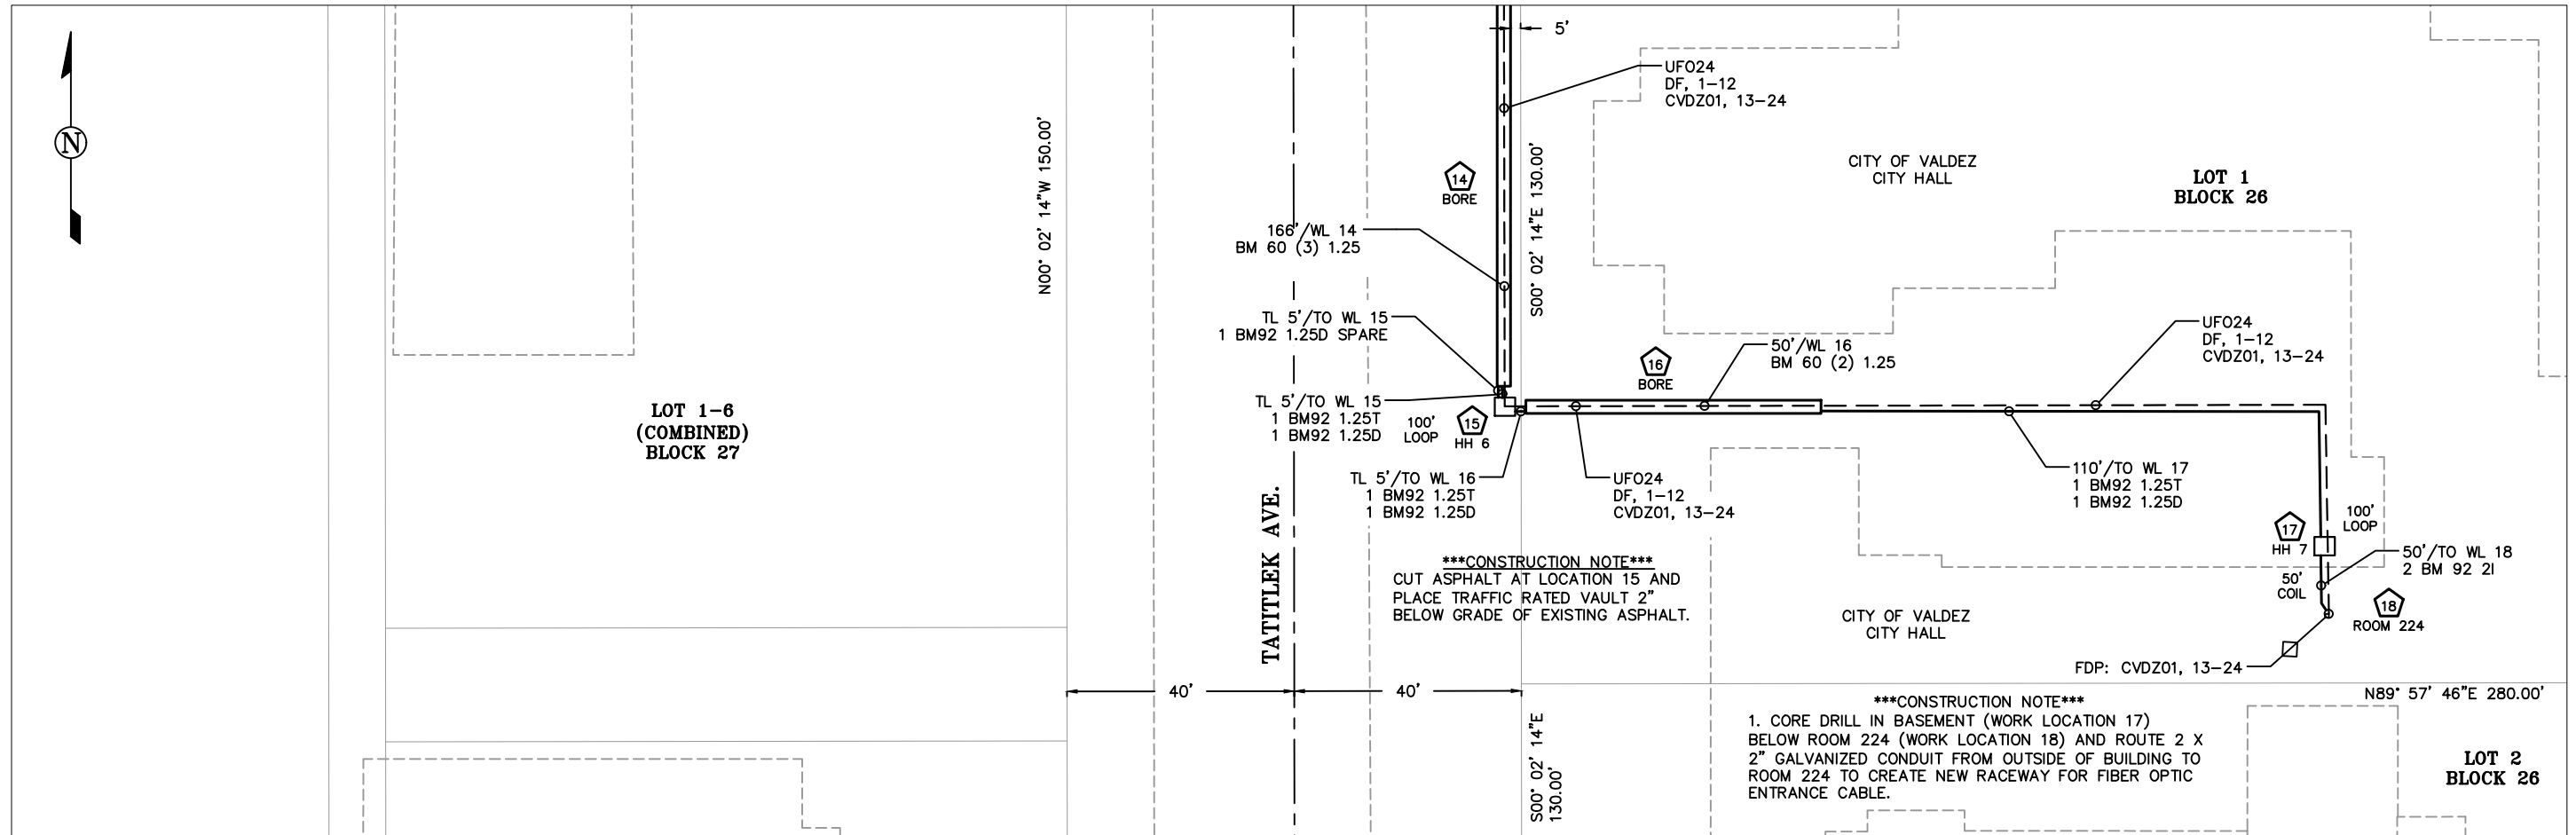 N
N00° 02' 14"W 150.00'
LOT 1-6
(COMBINED)
BLOCK 27
TATITLEK AVE.
40'
40'
5'
UFO24
DF, 1-12
CVDZ01, 13-24
14
BORE
S00° 02' 14"E 130.00'
166'/WL 14
BM 60 (3) 1.25
TL 5'/TO WL 15
1 BM92 1.25D SPARE
TL 5'/TO WL 15
1 BM92 1.25T
1 BM92 1.25D
100'
LOOP
15
HH 6
TL 5'/TO WL 16
1 BM92 1.25T
1 BM92 1.25D
16
BORE
50'/WL 16
BM 60 (2) 1.25
UFO24
DF, 1-12
CVDZ01, 13-24
CITY OF VALDEZ
CITY HALL
LOT 1
BLOCK 26
UFO24
DF, 1-12
CVDZ01, 13-24
110'/TO WL 17
1 BM92 1.25T
1 BM92 1.25D
100'
LOOP
17
HH 7
50'/TO WL 18
2 BM 92 2I
50'
COIL
18
ROOM 224
FDP: CVDZ01, 13-24
***CONSTRUCTION NOTE***
CUT ASPHALT AT LOCATION 15 AND
PLACE TRAFFIC RATED VAULT 2"
BELOW GRADE OF EXISTING ASPHALT.
CITY OF VALDEZ
CITY HALL
N89° 57' 46"E 280.00'
S00° 02' 14"E
130.00'
***CONSTRUCTION NOTE***
1. CORE DRILL IN BASEMENT (WORK LOCATION 17)
BELOW ROOM 224 (WORK LOCATION 18) AND ROUTE 2 X
2" GALVANIZED CONDUIT FROM OUTSIDE OF BUILDING TO
ROOM 224 TO CREATE NEW RACEWAY FOR FIBER OPTIC
ENTRANCE CABLE.
LOT 2
BLOCK 26